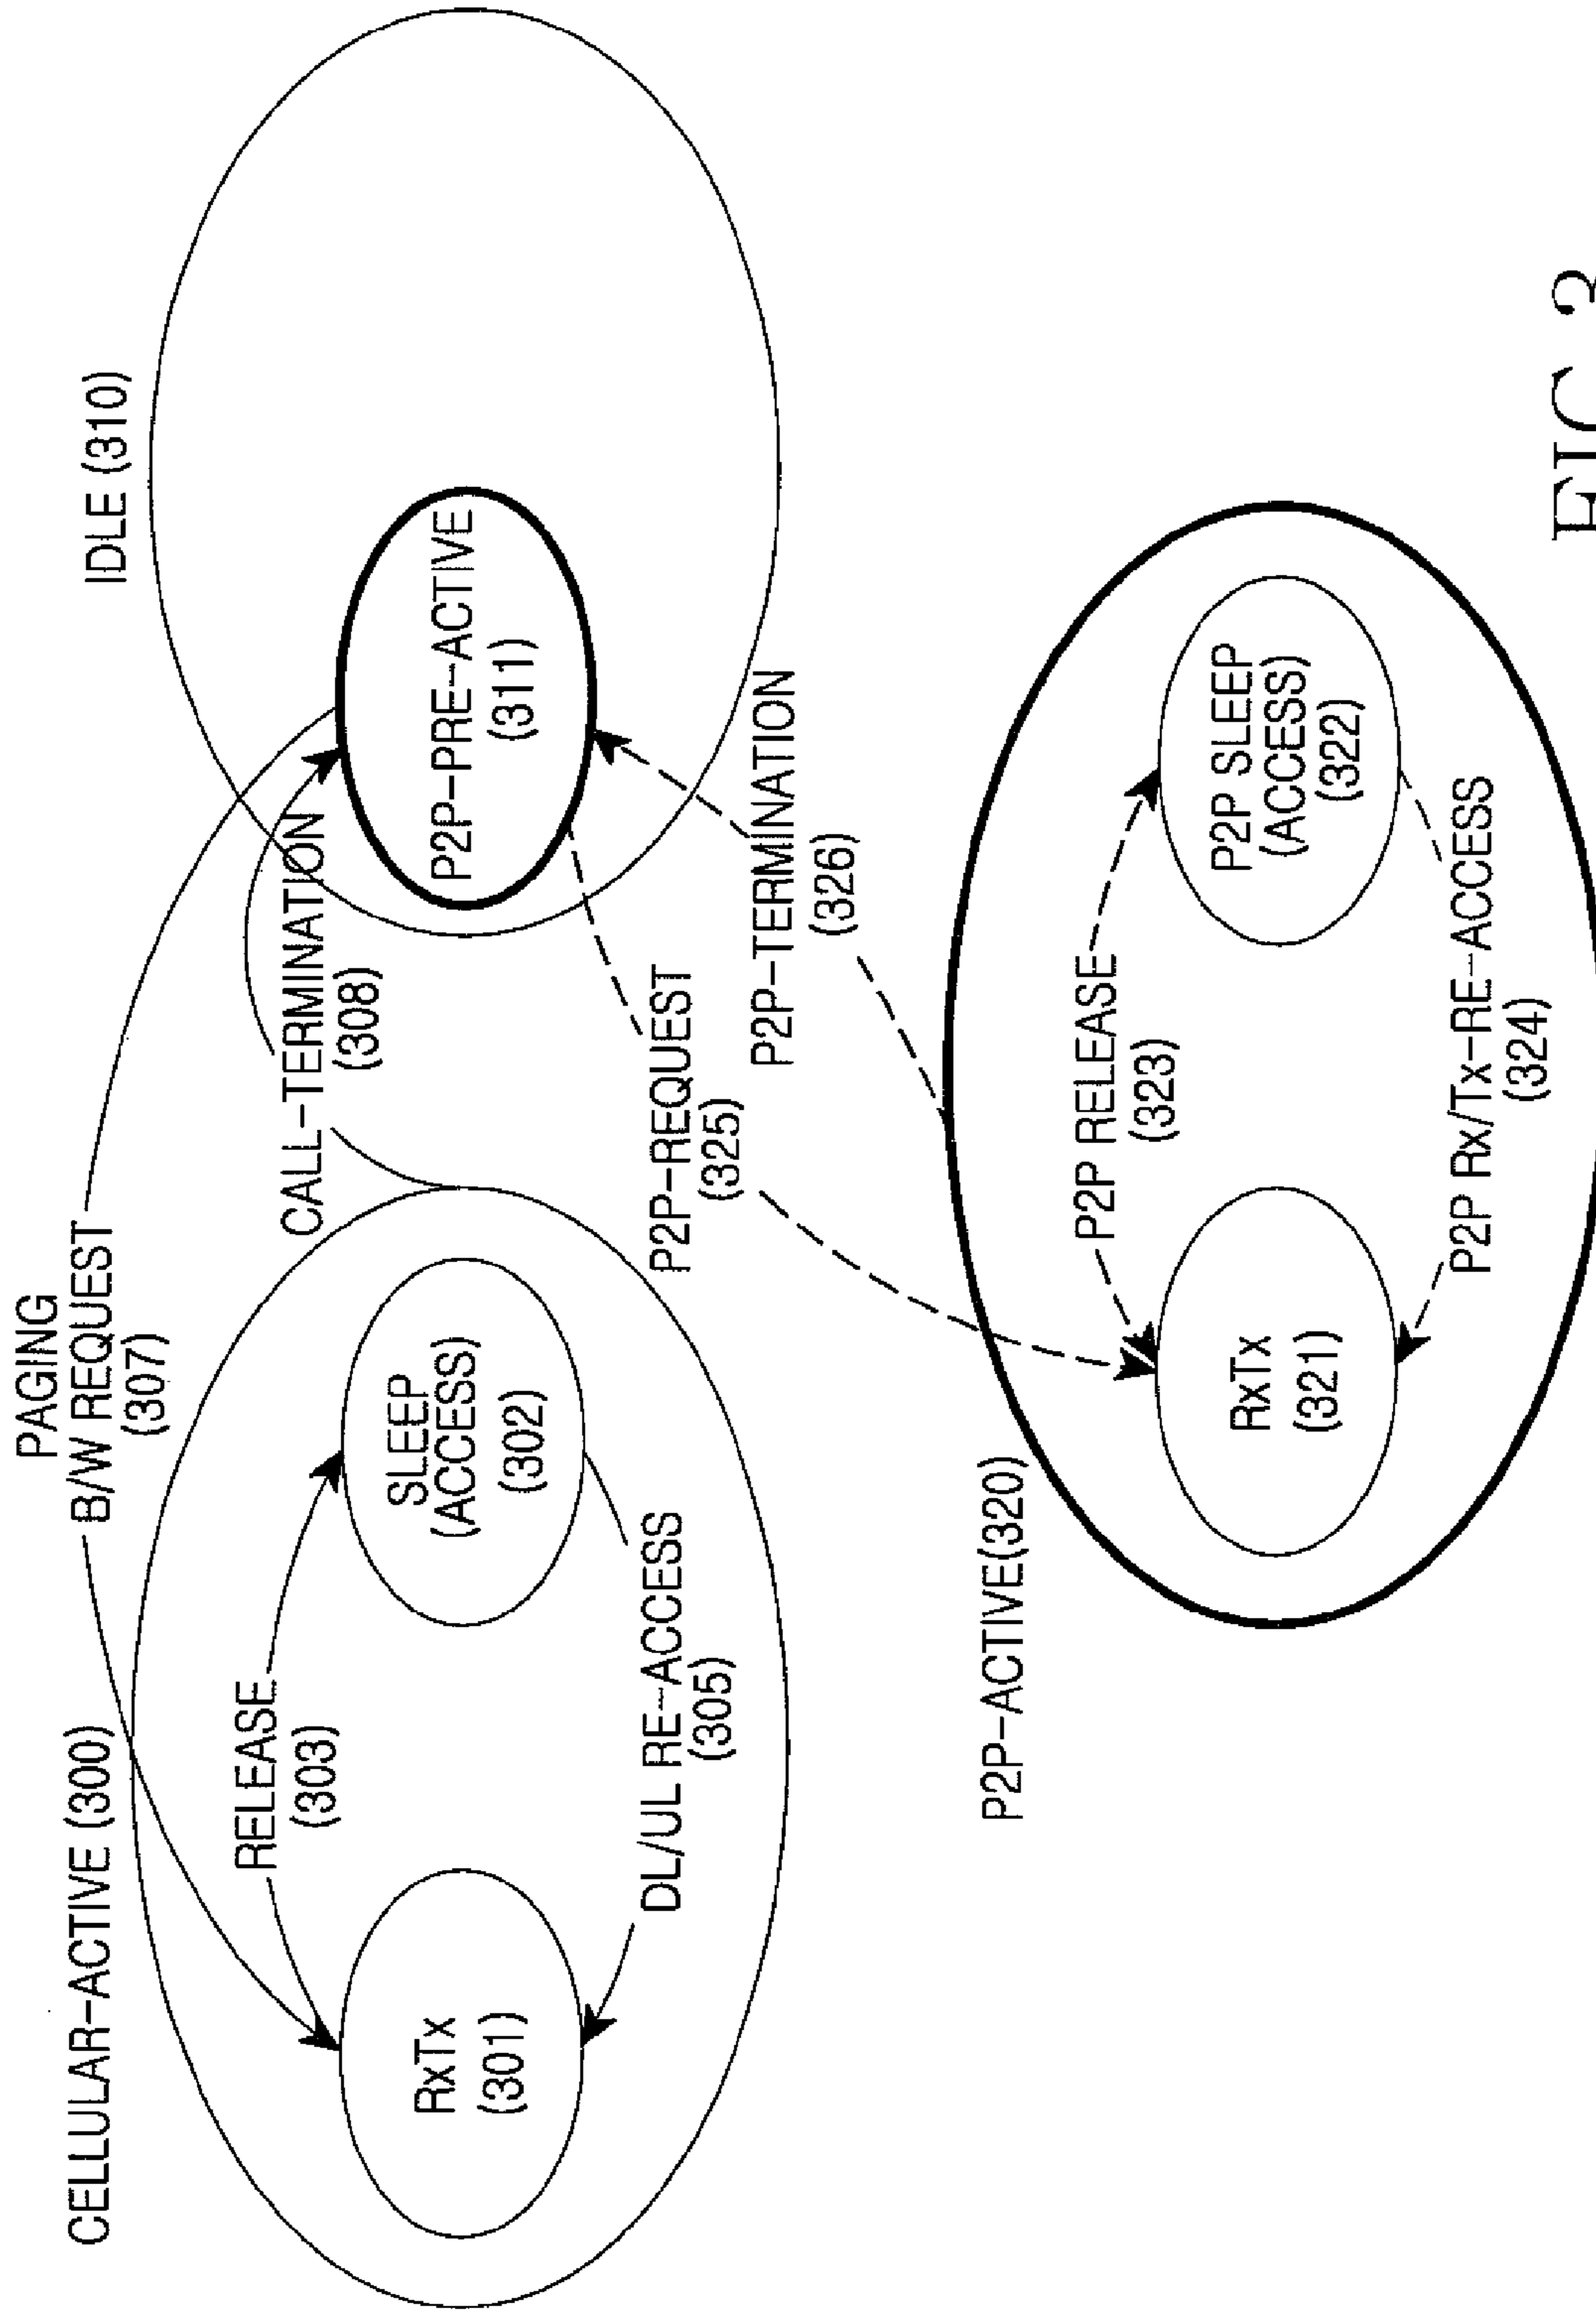 PAGING
B/W REQUEST
(307)
CELLULAR-ACTIVE (300)
IDLE (310)
RELEASE
(303)
RxTx
(301)
SLEEP
(ACCESS)
(302)
DL/UL RE-ACCESS
(305)
CALL-TERMINATION
(308)
P2P-PRE-ACTIVE
(311)
P2P-REQUEST
(325)
P2P-TERMINATION
(326)
P2P-ACTIVE(320)
P2P RELEASE
(323)
RxTx
(321)
P2P SLEEP
(ACCESS)
(322)
P2P Rx/Tx-RE-ACCESS
(324)
FIG.3